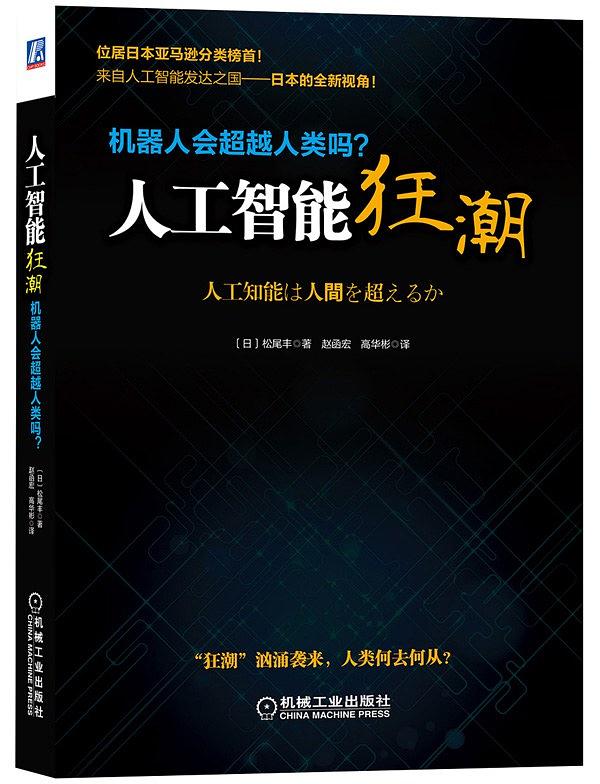 位居日本亚马逊分类榜首！
来自人工智能发达之国——日本的全新视角！
机器人会超越人类吗？
人工智能狂潮
人工知能は人間を超えるか
［日］松尾丰◎著 赵函宏 高华彬◎译
“狂潮”汹涌袭来，人类何去何从？
机械工业出版社
CHINA MACHINE PRESS
人工智能狂潮
机器人会超越人类吗？
［日］松尾丰◎著
赵函宏 高华彬◎译
机械工业出版社
CHINA MACHINE PRESS